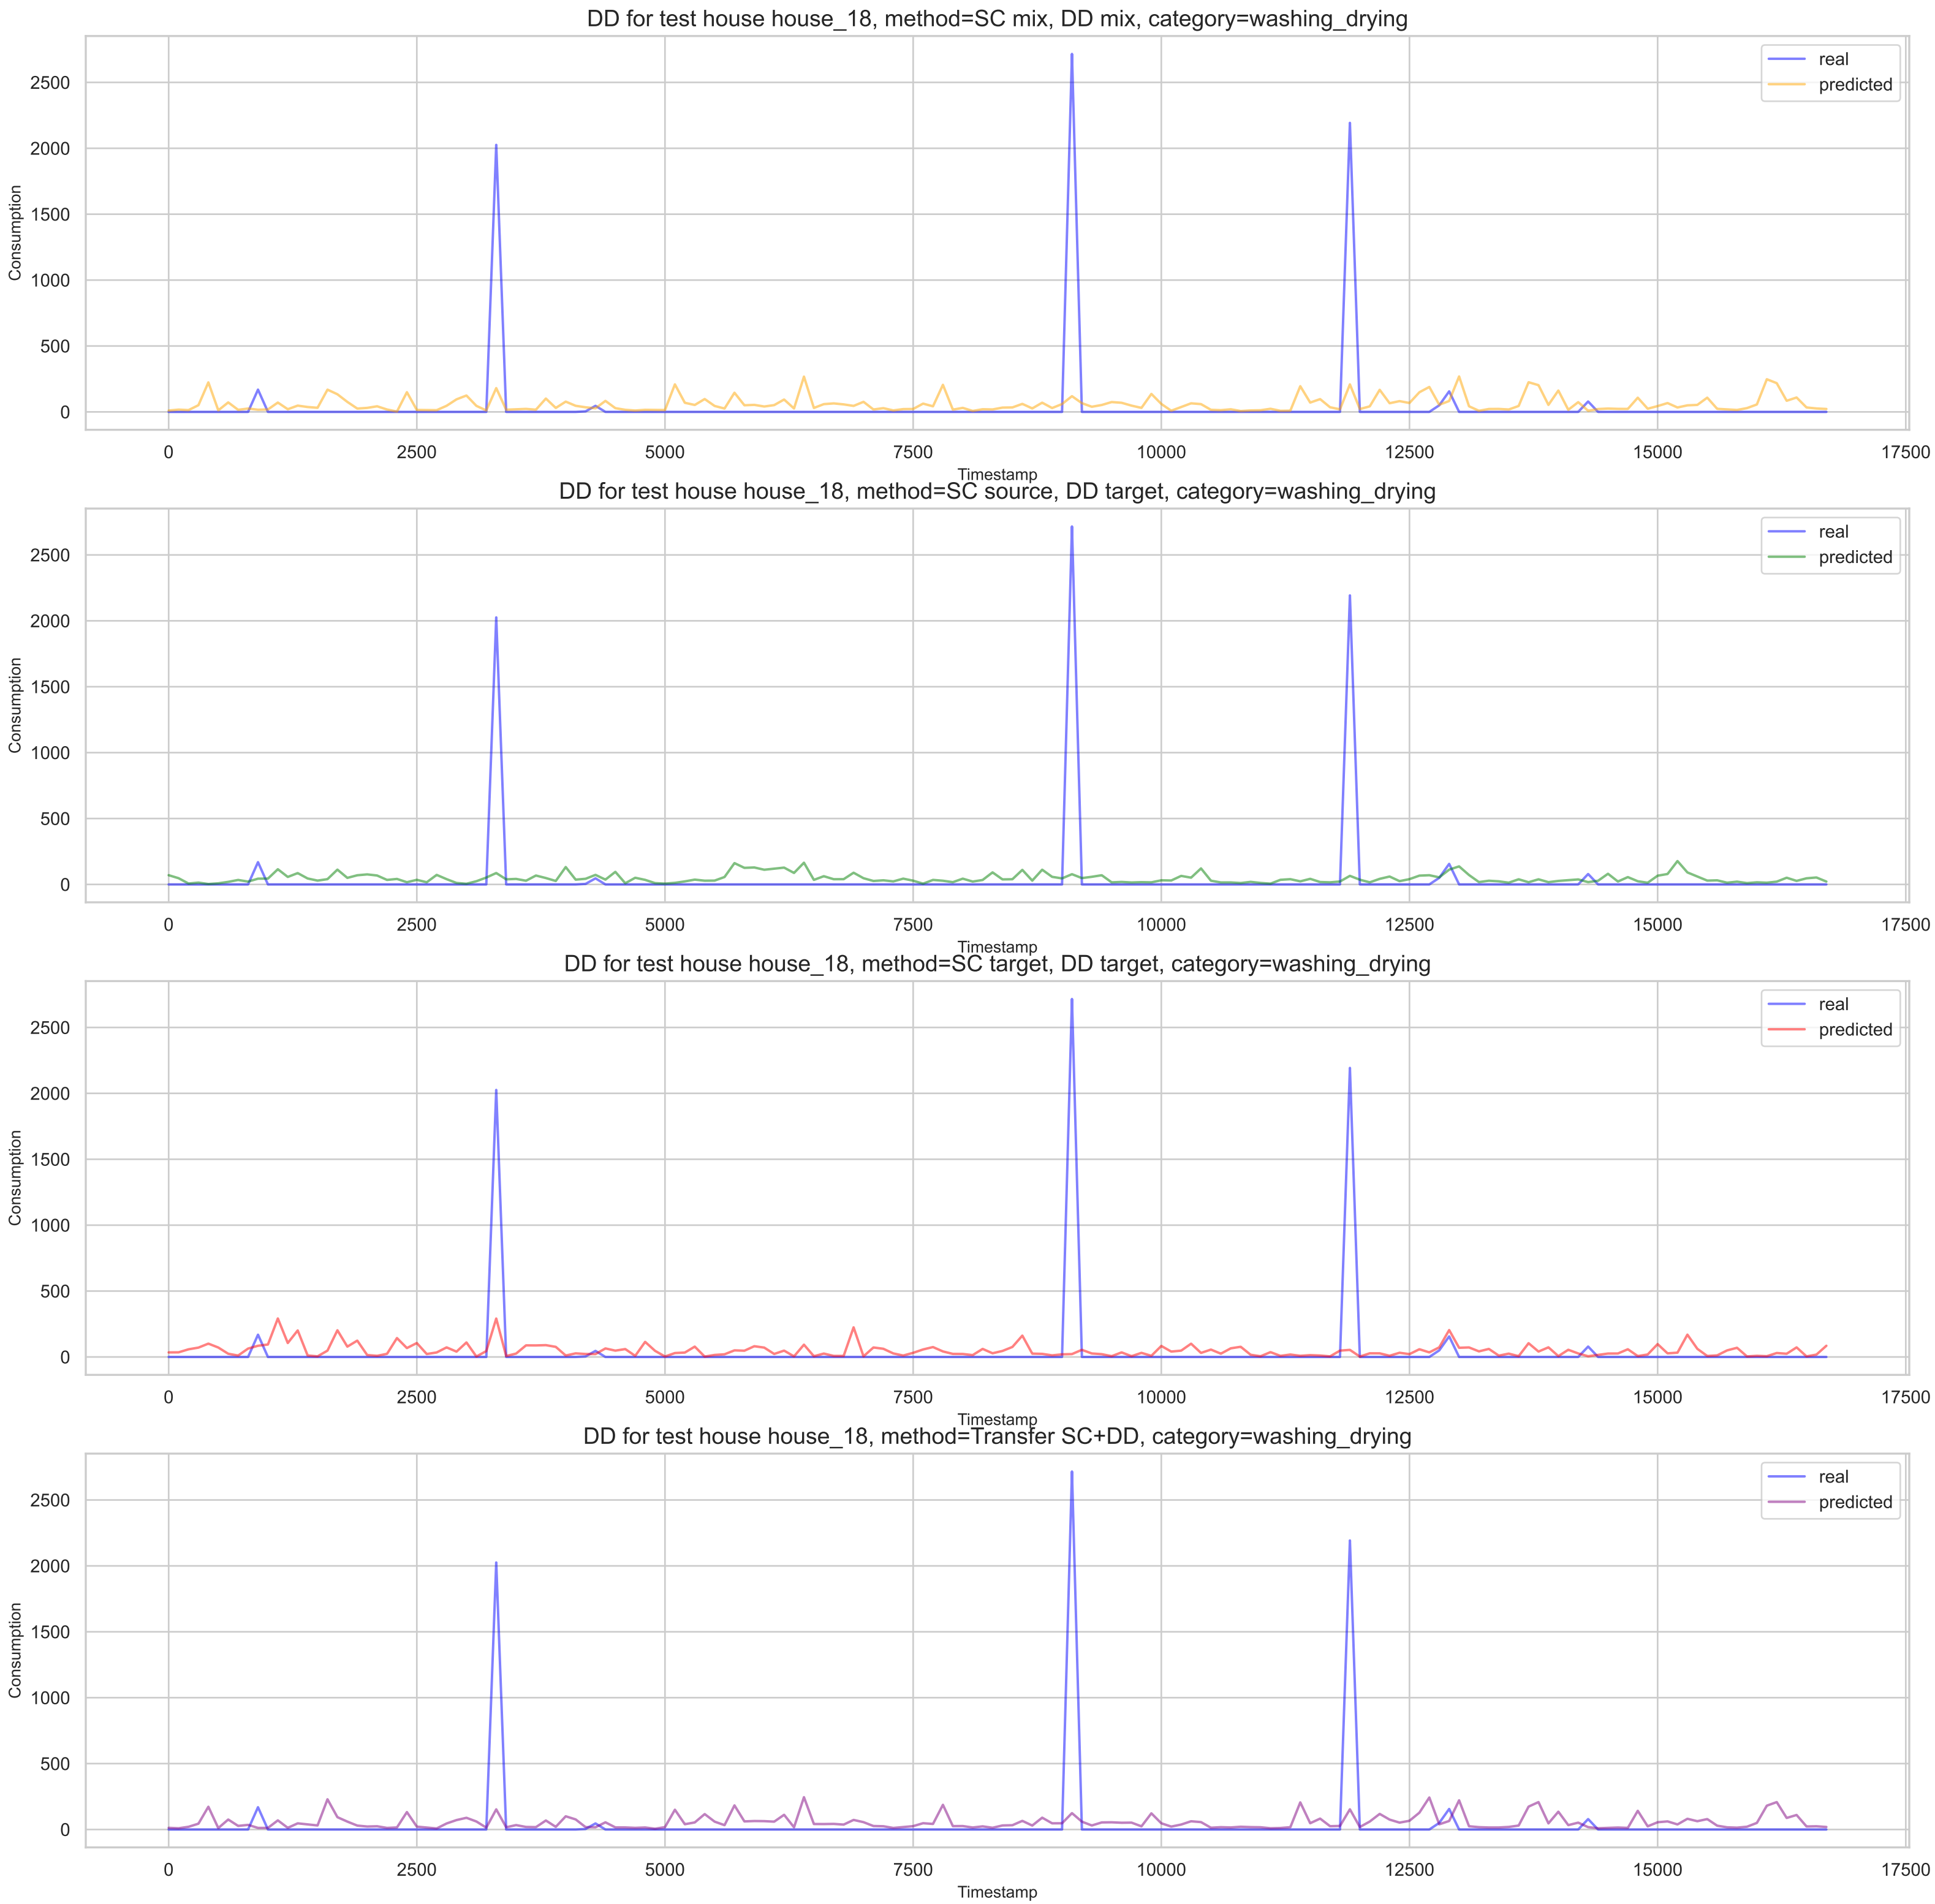 DD for test house house_18, method=SC mix, DD mix, category=washing_drying
real
predicted
2500
2000
1500
1000
500
0
Consumption
0 2500 5000 7500 10000 12500 15000 17500
Timestamp
DD for test house house_18, method=SC source, DD target, category=washing_drying
real
predicted
2500
2000
1500
1000
500
0
Consumption
0 2500 5000 7500 10000 12500 15000 17500
Timestamp
DD for test house house_18, method=SC target, DD target, category=washing_drying
real
predicted
2500
2000
1500
1000
500
0
Consumption
0 2500 5000 7500 10000 12500 15000 17500
Timestamp
DD for test house house_18, method=Transfer SC+DD, category=washing_drying
real
predicted
2500
2000
1500
1000
500
0
Consumption
0 2500 5000 7500 10000 12500 15000 17500
Timestamp